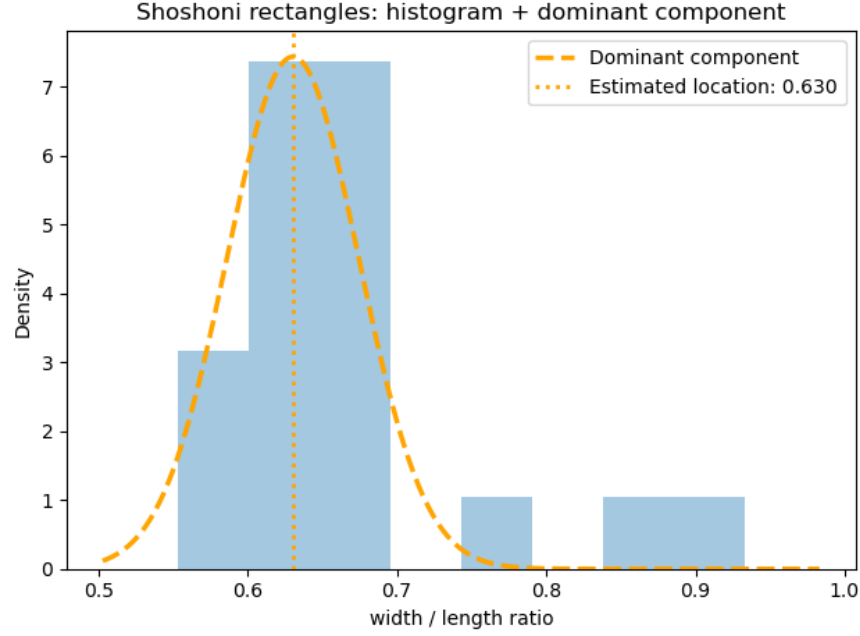 Shoshoni rectangles: histogram + dominant component
Dominant component
Estimated location: 0.630
Density
7
6
5
4
3
2
1
0
0.5 0.6 0.7 0.8 0.9 1.0
width / length ratio